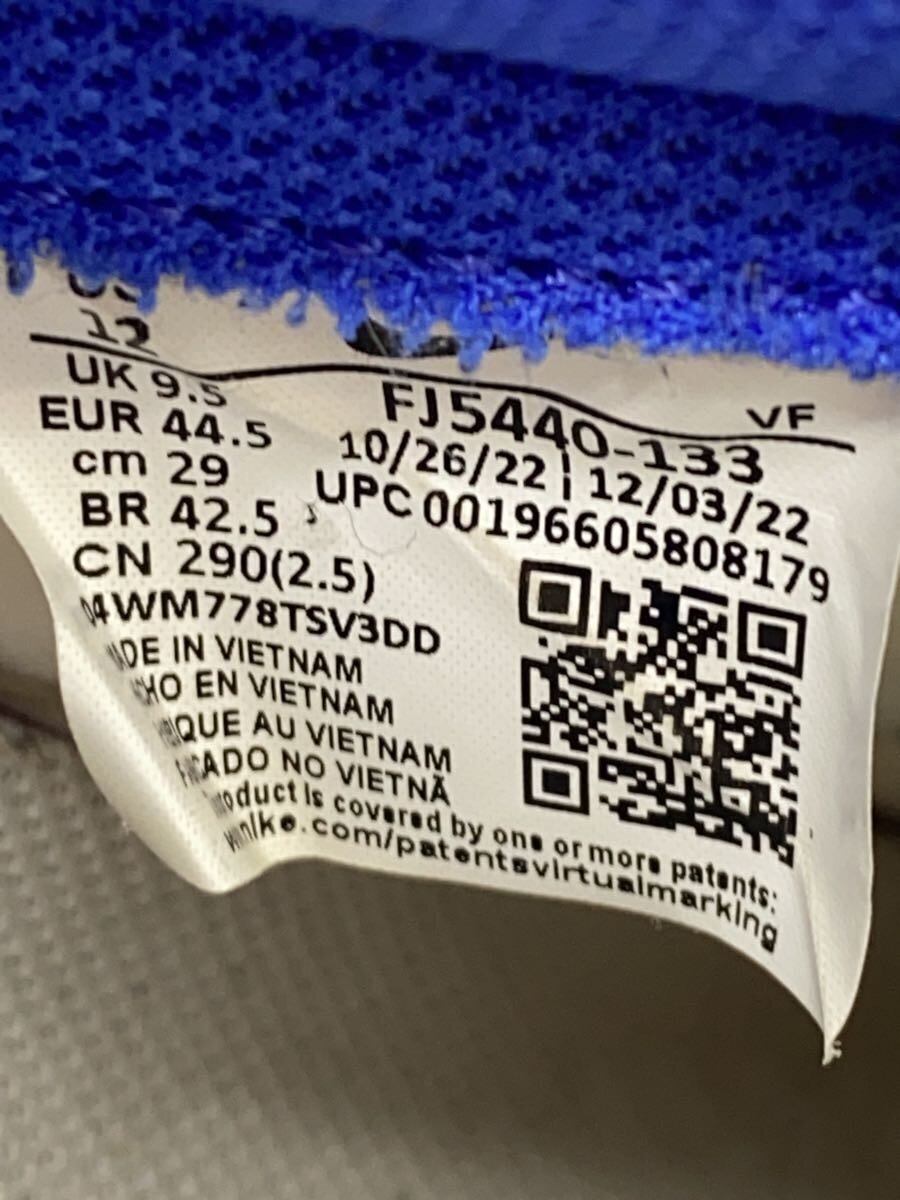 12
UK 9.5
EUR 44.5
cm 29
BR 42.5
CN 290(2.5)
04WM778TSV3DD
FJ5440-133
VF
10/26/22 | 12/03/22
UPC 00196605808179
DE IN VIETNAM
HO EN VIETNAM
IQUE AU VIETNAM
CADO NO VIETNÃ
roduct is covered by one or more patents:
nike.com/patentsvirtualmarking